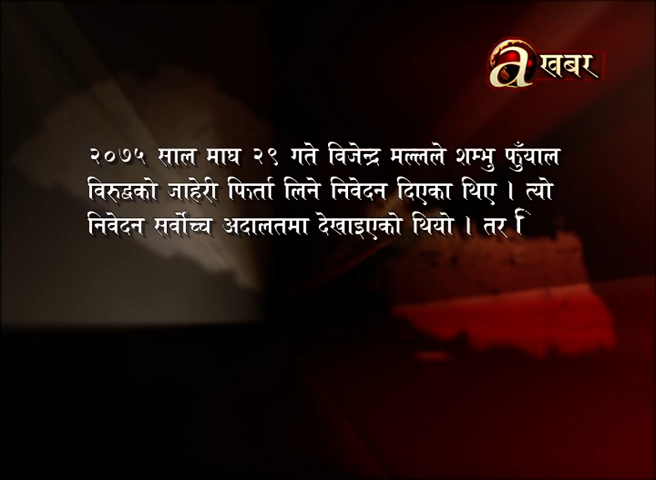 a खबर
२०७५ साल माघ २९ गते विजेन्द्र मल्लले शम्भु फुँयाल
विरुद्धको जाहेरी फिर्ता लिने निवेदन दिएका थिए । त्यो
निवेदन सर्वोच्च अदालतमा देखाइएको थियो । तर